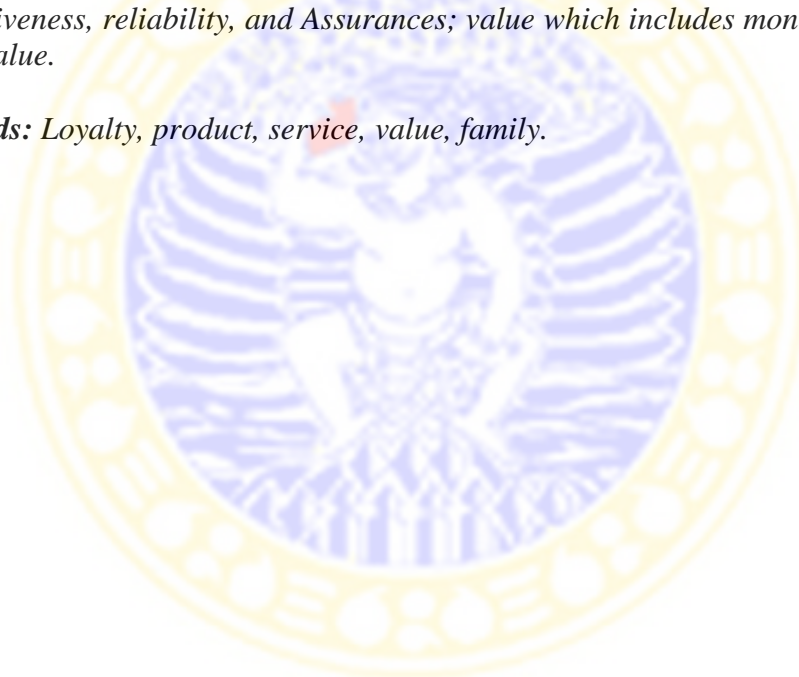 iveness, reliability, and Assurances; value which includes mon
alue.
ds: Loyalty, product, service, value, family.